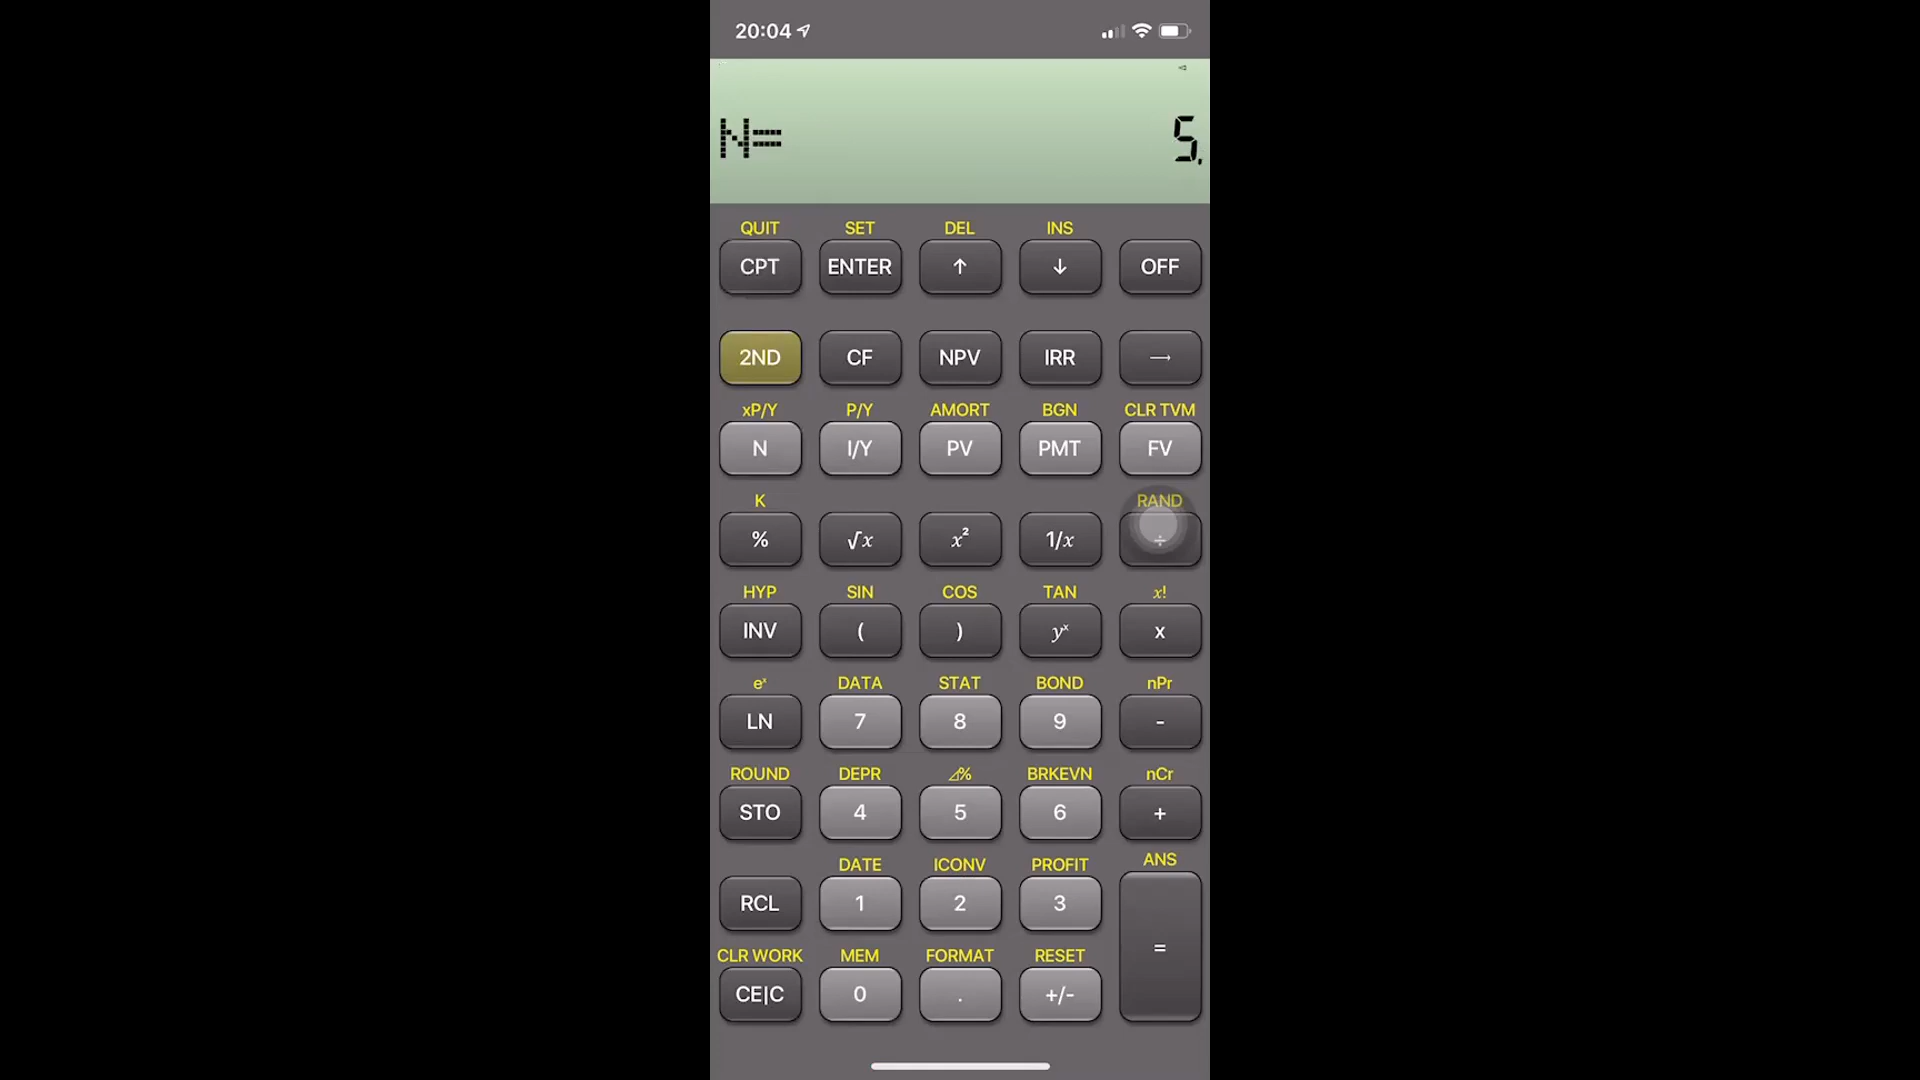 20:04
N= 5.
QUIT SET DEL INS
CPT ENTER ↑ ↓ OFF
2ND CF NPV IRR →
xP/Y P/Y AMORT BGN CLR TVM
N I/Y PV PMT FV
K RAND
% √x x² 1/x ÷
HYP SIN COS TAN x!
INV ( ) yˣ x
eˣ DATA STAT BOND nPr
LN 7 8 9 -
ROUND DEPR ⊿% BRKEVN nCr
STO 4 5 6 +
DATE ICONV PROFIT ANS
RCL 1 2 3 =
CLR WORK MEM FORMAT RESET
CE|C 0 . +/-